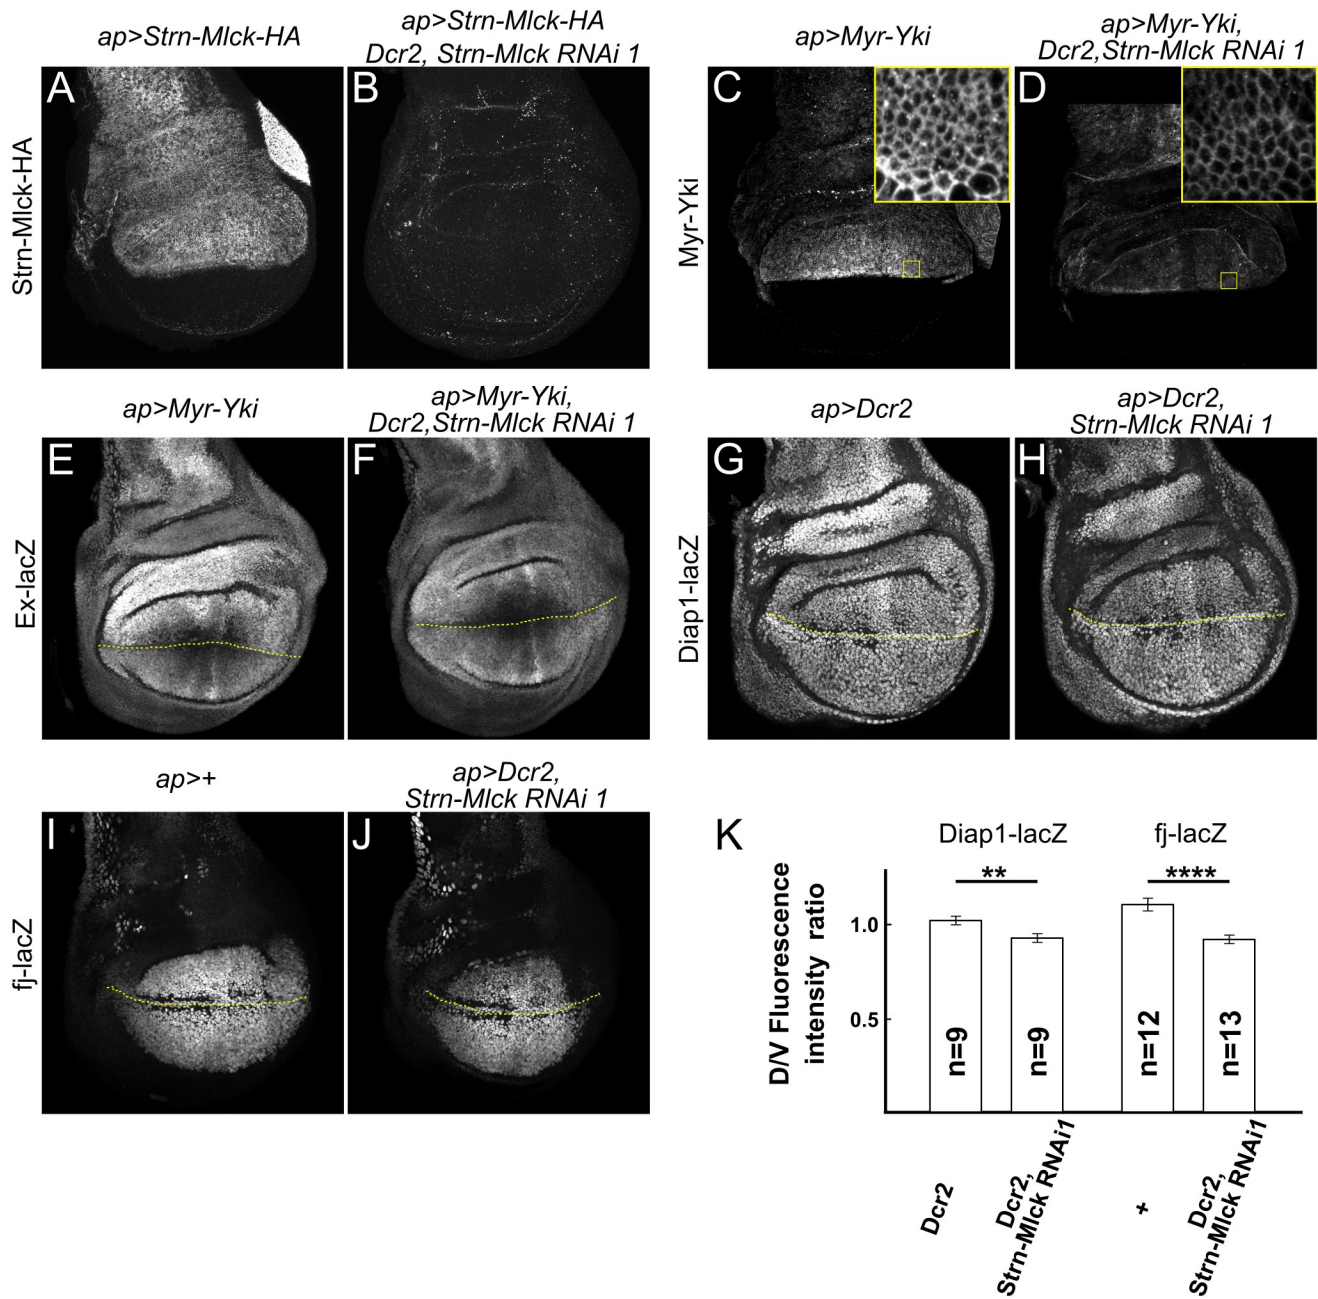 ap>Strn-Mlck-HA
ap>Strn-Mlck-HA
Dcr2, Strn-Mlck RNAi 1
ap>Myr-Yki
ap>Myr-Yki,
Dcr2,Strn-Mlck RNAi 1
Strn-Mlck-HA
A
B
Myr-Yki
C
D
ap>Myr-Yki
ap>Myr-Yki,
Dcr2,Strn-Mlck RNAi 1
ap>Dcr2
ap>Dcr2,
Strn-Mlck RNAi 1
Ex-lacZ
E
F
Diap1-lacZ
G
H
ap>+
ap>Dcr2,
Strn-Mlck RNAi 1
fj-lacZ
I
J
K
Diap1-lacZ
fj-lacZ
**
****
D/V Fluorescence
intensity ratio
1.0
0.5
n=9
n=9
n=12
n=13
Dcr2
Dcr2,
Strn-Mlck RNAi1
+
Dcr2,
Strn-Mlck RNAi1